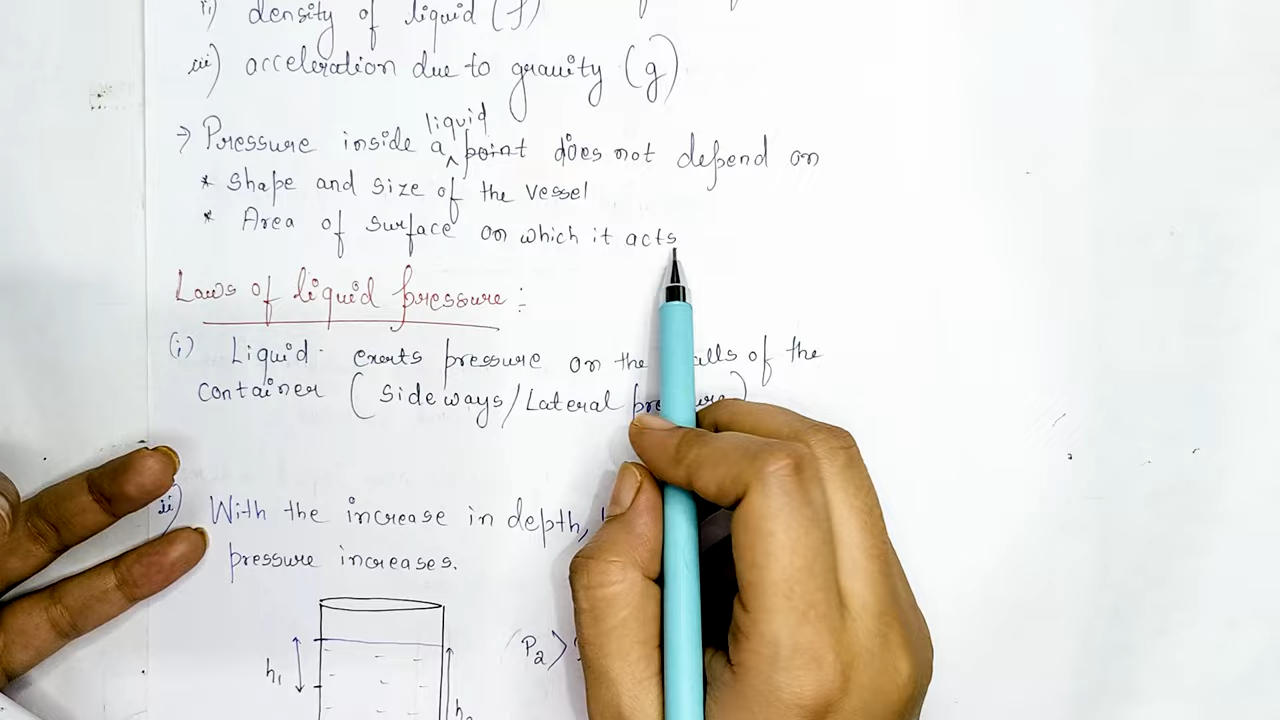 ii) density of liquid (f)
iii) acceleration due to gravity (g)
→ Pressure inside a liquid point does not depend on
* Shape and size of the vessel
* Area of surface on which it acts
Laws of liquid pressure :
(i) Liquid exerts pressure on the walls of the
container (Sideways/Lateral pressure)
ii) With the increase in depth,
pressure increases.
P2 >
h1